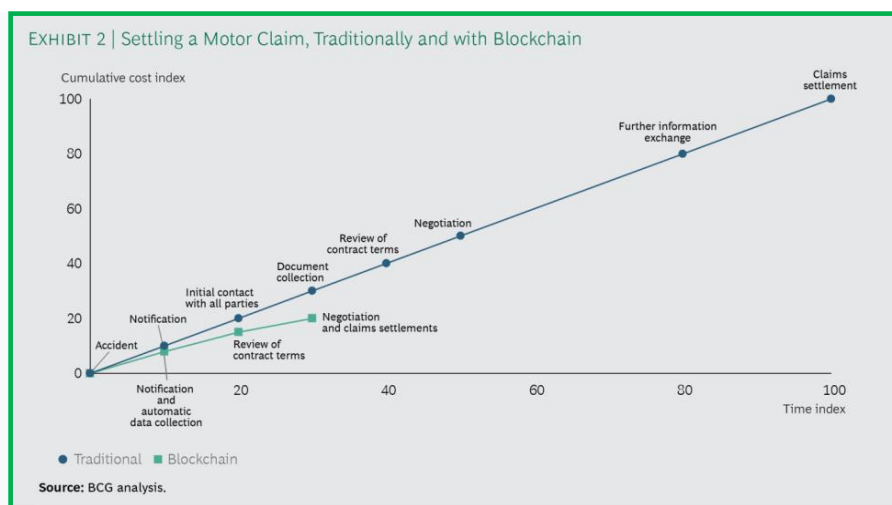 EXHIBIT 2 | Settling a Motor Claim, Traditionally and with Blockchain
Cumulative cost index
100
80
60
40
20
0
Claims
settlement
Further information
exchange
Negotiation
Review of
contract terms
Document
collection
Initial contact
with all parties
Notification
Accident
Negotiation
and claims settlements
Review of
contract terms
Notification
and
automatic
data collection
20
40
60
80
100
Time index
Traditional
Blockchain
Source: BCG analysis.